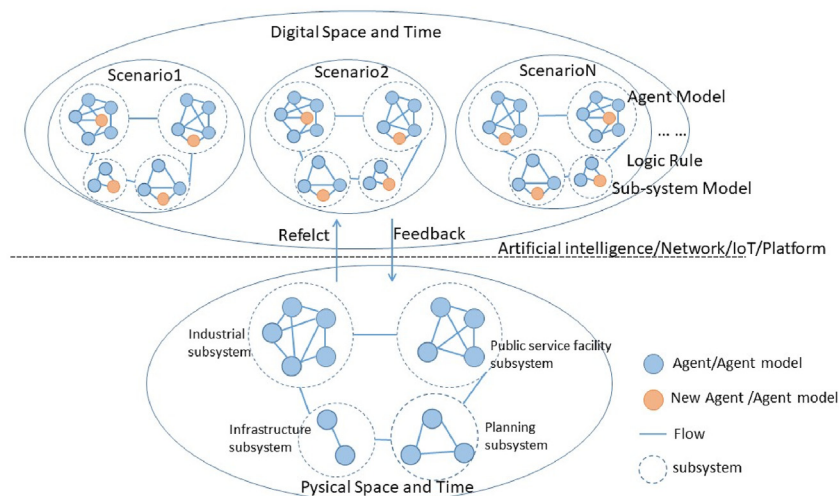 Digital Space and Time
Scenario1
Scenario2
ScenarioN
Agent Model
... ...
Logic Rule
Sub-system Model
Refelct
Feedback
Artificial intelligence/Network/IoT/Platform
Industrial
subsystem
Public service facility
subsystem
Infrastructure
subsystem
Planning
subsystem
Pysical Space and Time
Agent/Agent model
New Agent /Agent model
Flow
subsystem